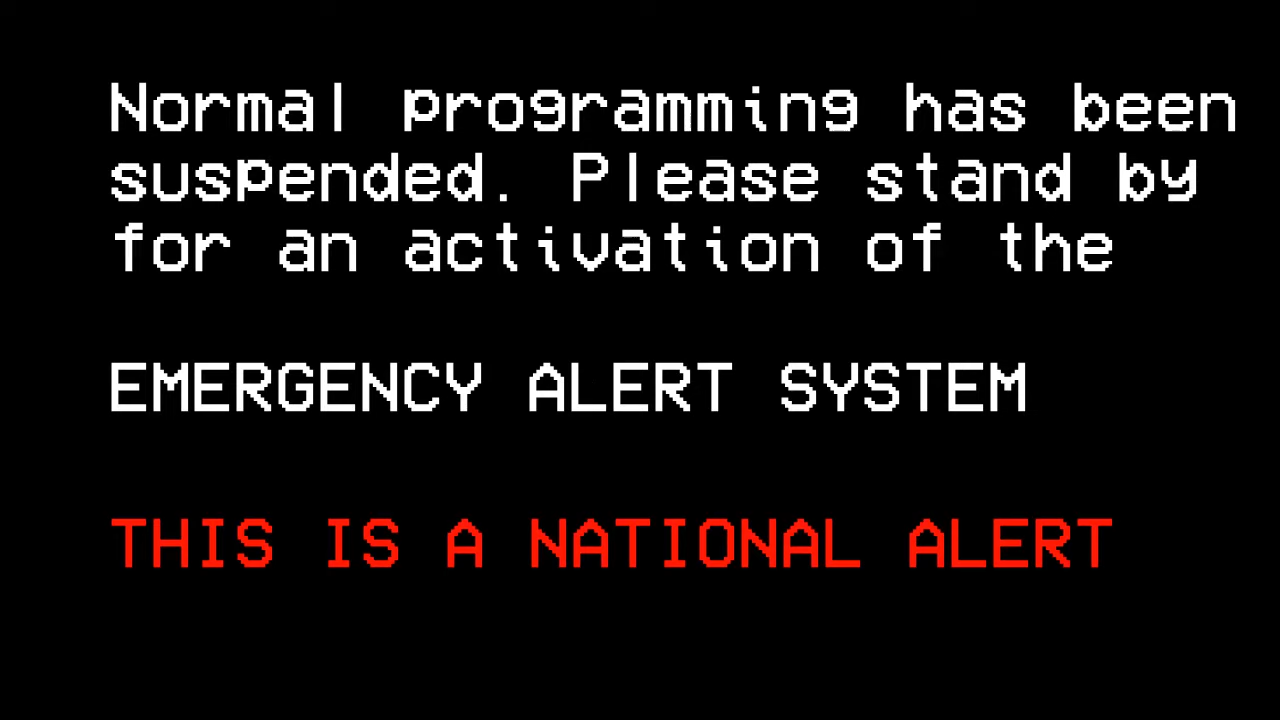 Normal programming has been
suspended. Please stand by
for an activation of the
EMERGENCY ALERT SYSTEM
THIS IS A NATIONAL ALERT